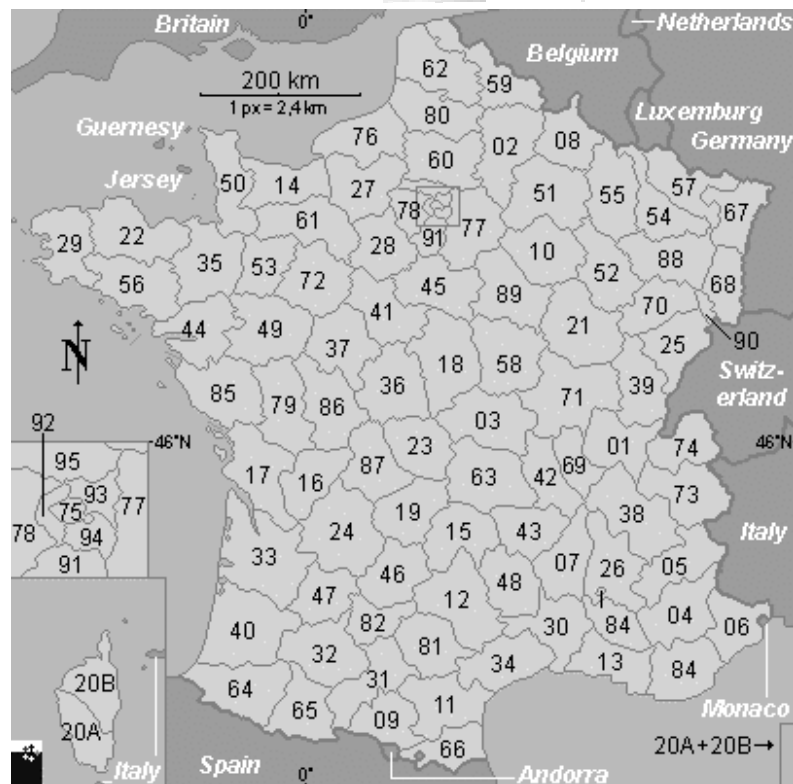 Britain 0° Netherlands
Belgium
200 km
1 px = 2,4 km
62 59
80
Guernesy
Luxemburg
Germany
76 02 08
60
Jersey
50 14 27 51 55 57
78 54 67
61 91 77
29 22 28 10 88
35 53 52 68
56 72 45
41 89 70
44 49 21 90
N 37 25
18 58 Switz-
erland
36 39
85 79 86 71
03
92 46°N 23 01 74 46°N
95 17 87 69
16 63 42 73
93 77
75
78 94
91
19 38
24 15 43 Italy
33 07 26 05
46 48
47 12
40 82 30 84 04 06
32 81
34 13 84
20B 31
64 65 11
09 Monaco
20A
66 20A+20B→
Italy Spain 0° Andorra